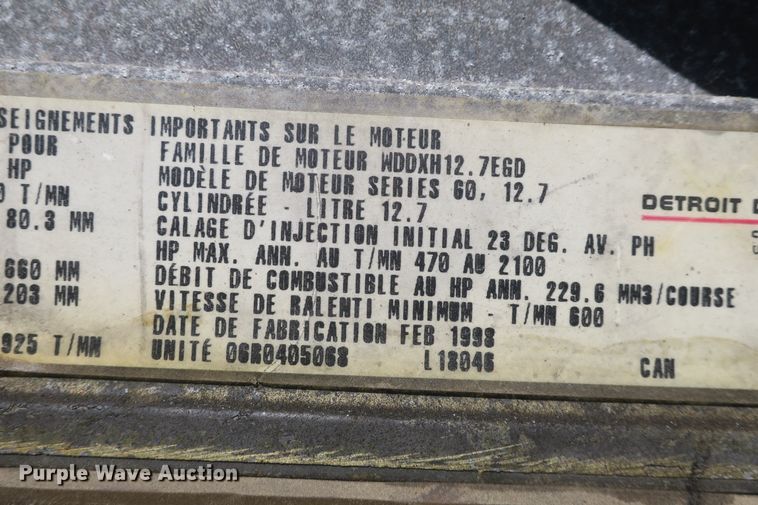 SEIGNEMENTS IMPORTANTS SUR LE MOTEUR
POUR FAMILLE DE MOTEUR WDDXH12.7EGD
HP MODÈLE DE MOTEUR SERIES 60, 12.7
T/MN CYLINDRÉE - LITRE 12.7 DETROIT
80.3 MM CALAGE D'INJECTION INITIAL 23 DEG. AV. PH
HP MAX. ANN. AU T/MN 470 AU 2100
660 MM DÉBIT DE COMBUSTIBLE AU HP ANN. 229.6 MM3/COURSE
203 MM VITESSE DE RALENTI MINIMUM - T/MN 600
DATE DE FABRICATION FEB 1998
925 T/MN UNITÉ 06R0405068 L18046 CAN
Purple Wave Auction